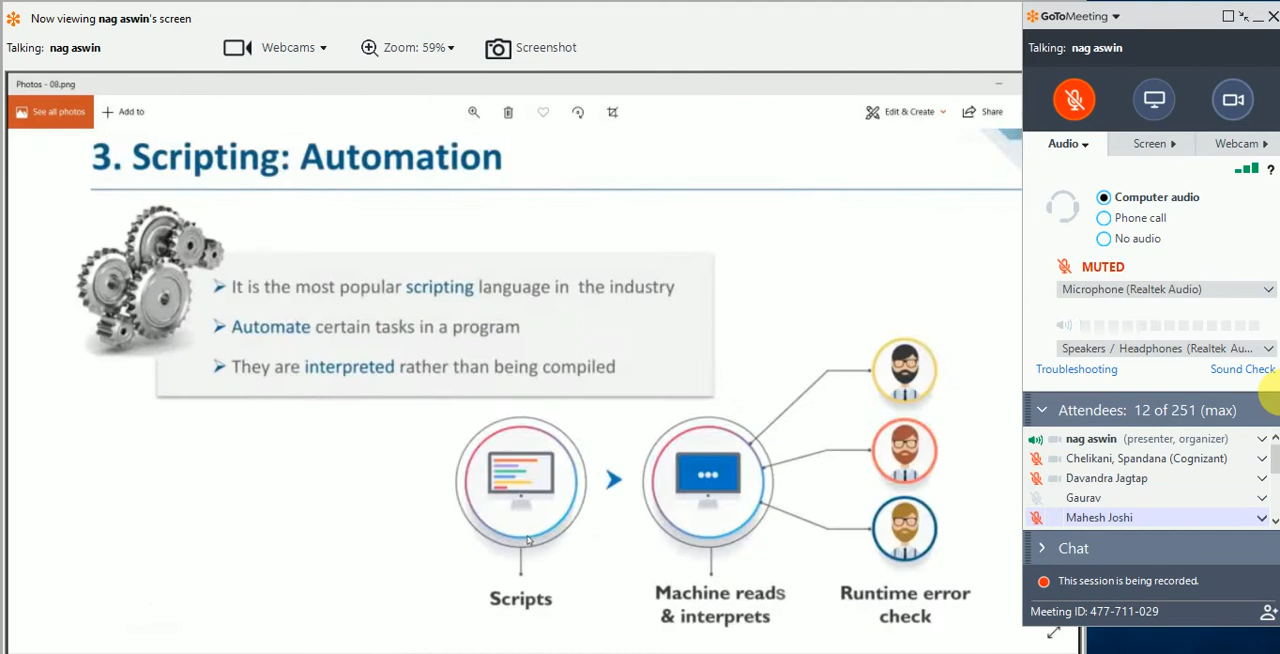 Now viewing nag aswin's screen
Talking: nag aswin
Webcams
Zoom: 59%
Screenshot
Photos - 08.png
See all photos
Add to
Edit & Create
Share
3. Scripting: Automation
It is the most popular scripting language in the industry
Automate certain tasks in a program
They are interpreted rather than being compiled
Scripts
Machine reads
& interprets
Runtime error
check
GoToMeeting
Talking: nag aswin
Audio
Screen
Webcam
?
Computer audio
Phone call
No audio
MUTED
Microphone (Realtek Audio)
Speakers / Headphones (Realtek Au...
Troubleshooting
Sound Check
Attendees: 12 of 251 (max)
nag aswin (presenter, organizer)
Chelikani, Spandana (Cognizant)
Davandra Jagtap
Gaurav
Mahesh Joshi
Chat
This session is being recorded.
Meeting ID: 477-711-029